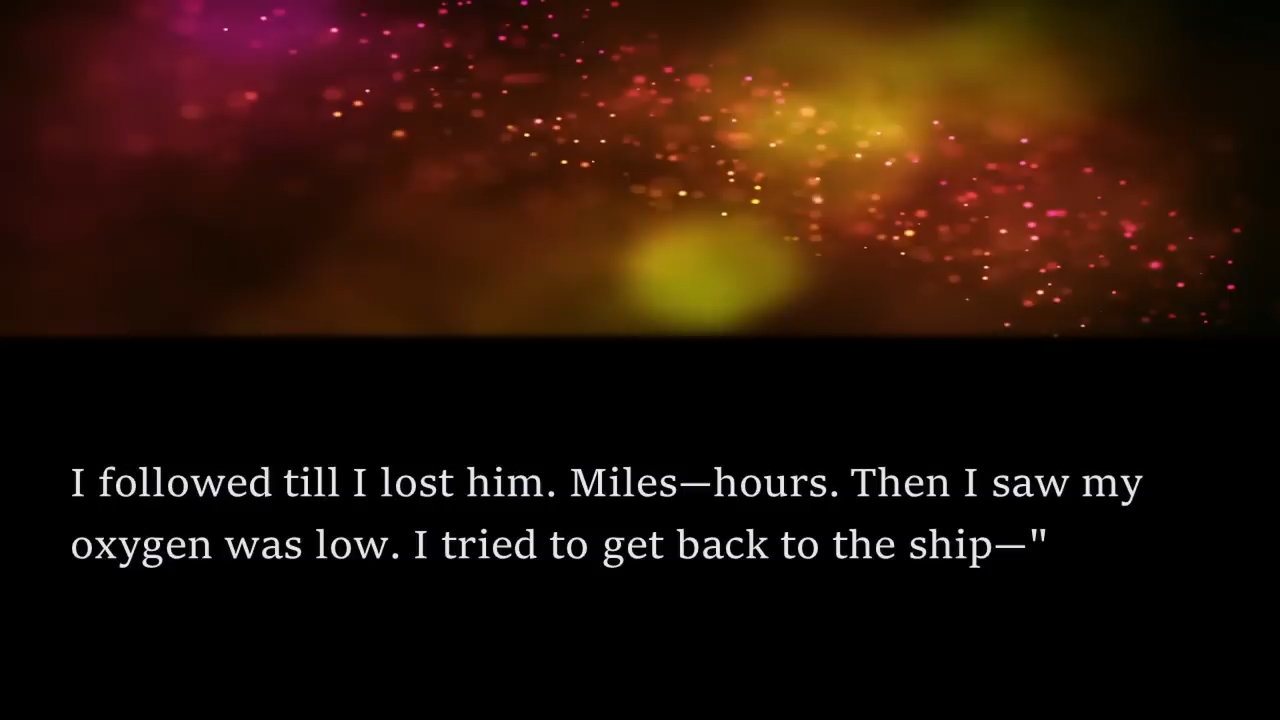 I followed till I lost him. Miles—hours. Then I saw my
oxygen was low. I tried to get back to the ship—"